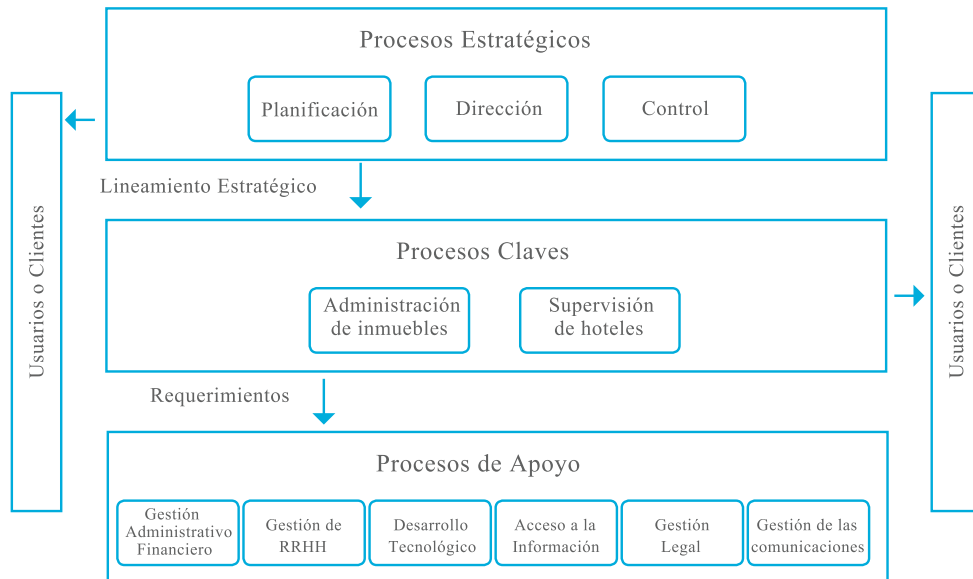 Procesos Estratégicos
Planificación
Dirección
Control
Usuarios o Clientes
Lineamiento Estratégico
Procesos Claves
Administración
de inmuebles
Supervisión
de hoteles
Usuarios o Clientes
Requerimientos
Procesos de Apoyo
Gestión
Administrativo
Financiero
Gestión de
RRHH
Desarrollo
Tecnológico
Acceso a la
Información
Gestión
Legal
Gestión de las
comunicaciones